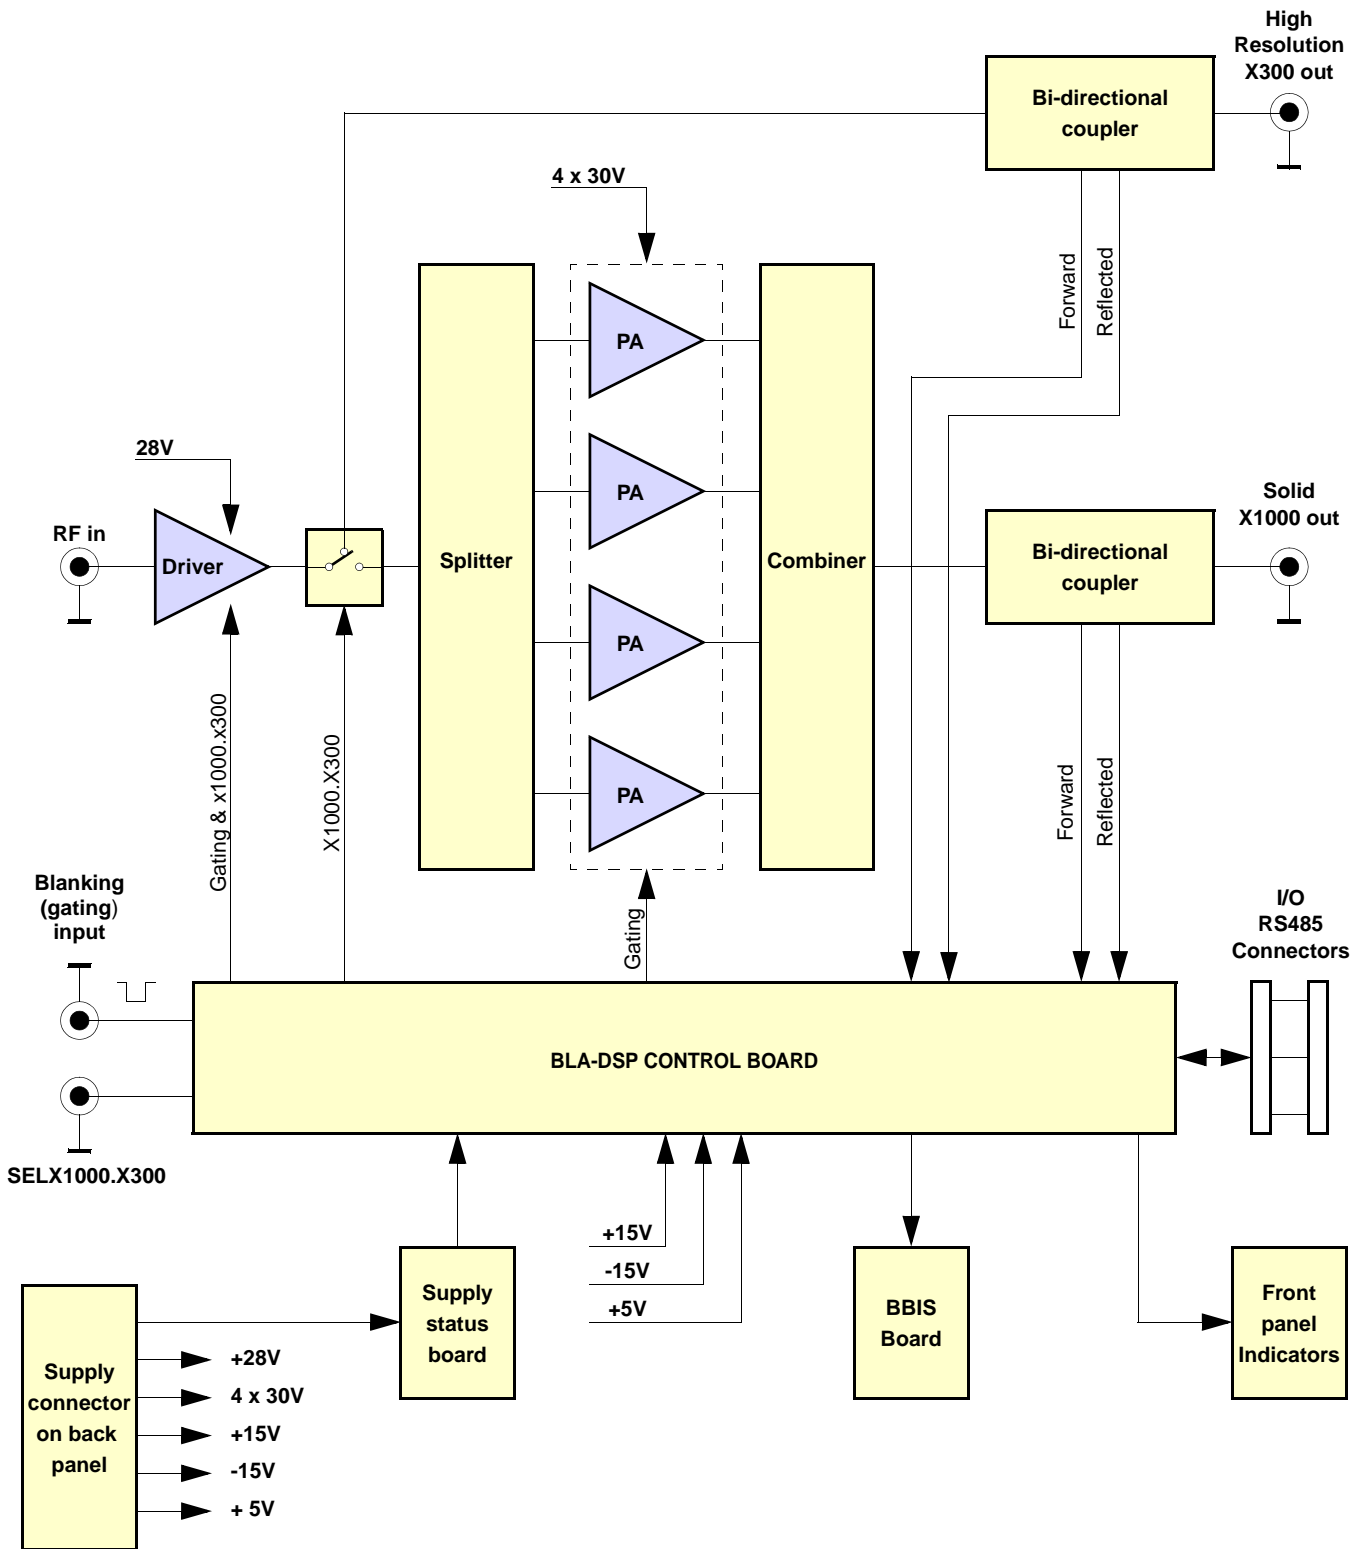 High
Resolution
X300 out
Bi-directional
coupler
4 x 30V
Forward
Reflected
PA
28V
PA
Solid
X1000 out
RF in
Driver
Splitter
Combiner
Bi-directional
coupler
PA
Gating & x1000.x300
X1000.X300
PA
Forward
Reflected
Blanking
(gating)
input
Gating
I/O
RS485
Connectors
BLA-DSP CONTROL BOARD
SELX1000.X300
+15V
-15V
+5V
Supply
status
board
BBIS
Board
Front
panel
Indicators
Supply
connector
on back
panel
+28V
4 x 30V
+15V
-15V
+ 5V